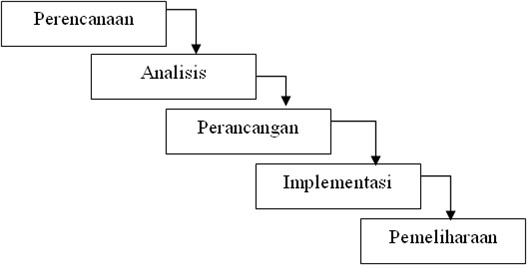 Perencanaan
Analisis
Perancangan
Implementasi
Pemeliharaan